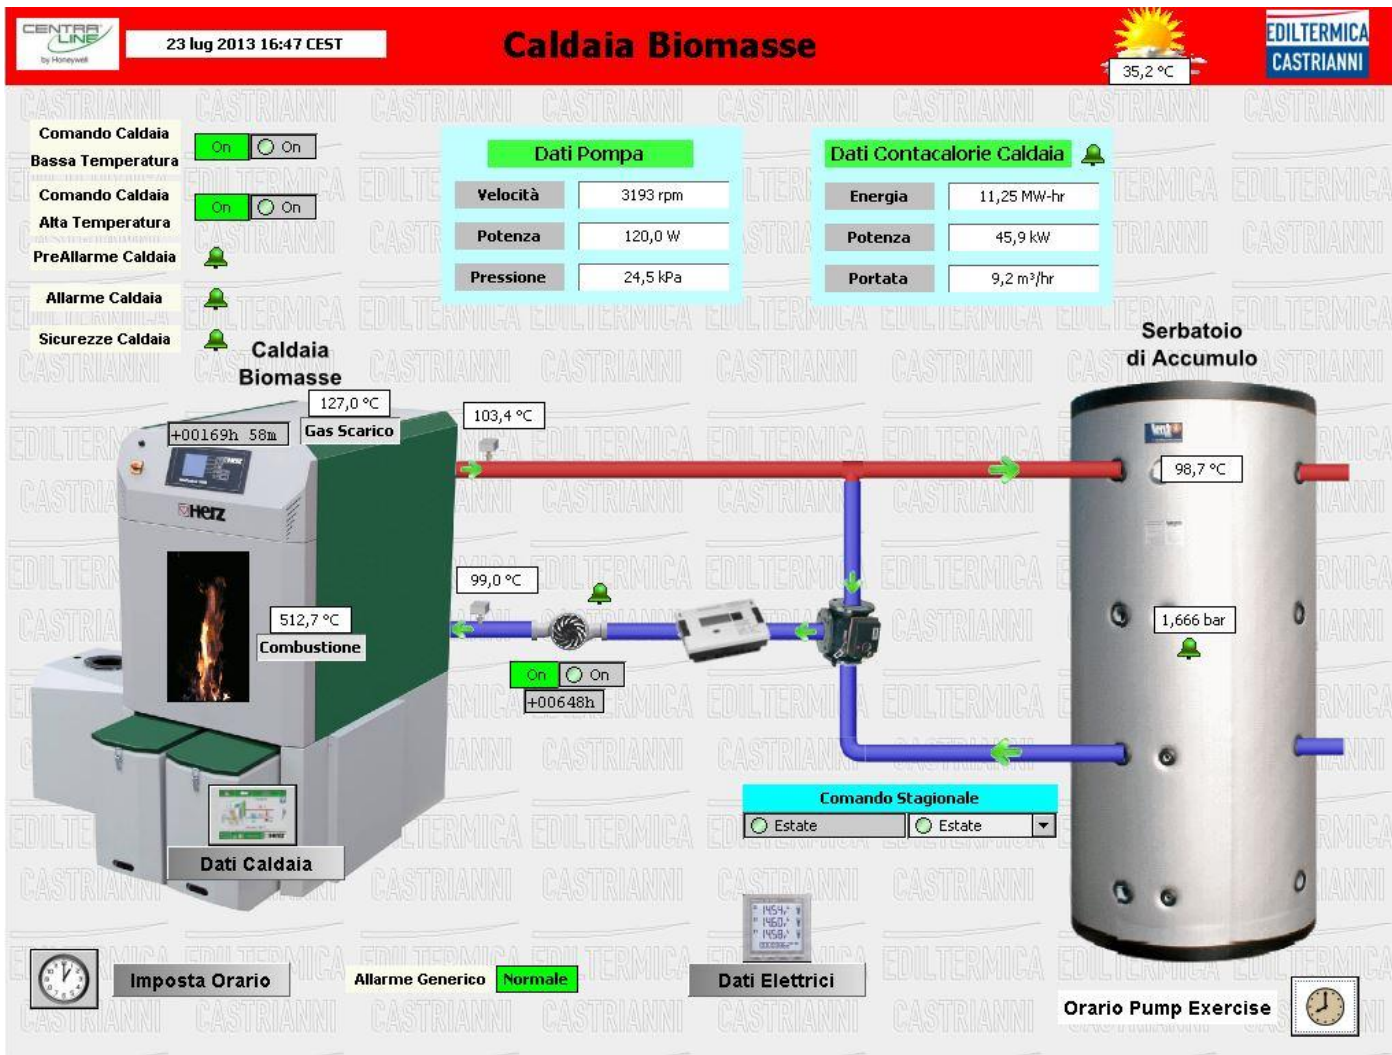 CENTRA
LINE
by Honeywell
23 lug 2013 16:47 CEST
Caldaia Biomasse
35,2 °C
EDILTERMICA
CASTRIANNI
Comando Caldaia
Bassa Temperatura
On On
Comando Caldaia
Alta Temperatura
On On
PreAllarme Caldaia
Allarme Caldaia
Sicurezze Caldaia
Dati Pompa
Velocità 3193 rpm
Potenza 120,0 W
Pressione 24,5 kPa
Dati Contacalorie Caldaia
Energia 11,25 MW-hr
Potenza 45,9 kW
Portata 9,2 m³/hr
Caldaia
Biomasse
127,0 °C
+00169h 58m
Gas Scarico
Herz
103,4 °C
Serbatoio
di Accumulo
98,7 °C
99,0 °C
512,7 °C
Combustione
On On
+00648h
1,666 bar
Comando Stagionale
Estate Estate
Dati Caldaia
Imposta Orario
Allarme Generico Normale
Dati Elettrici
Orario Pump Exercise